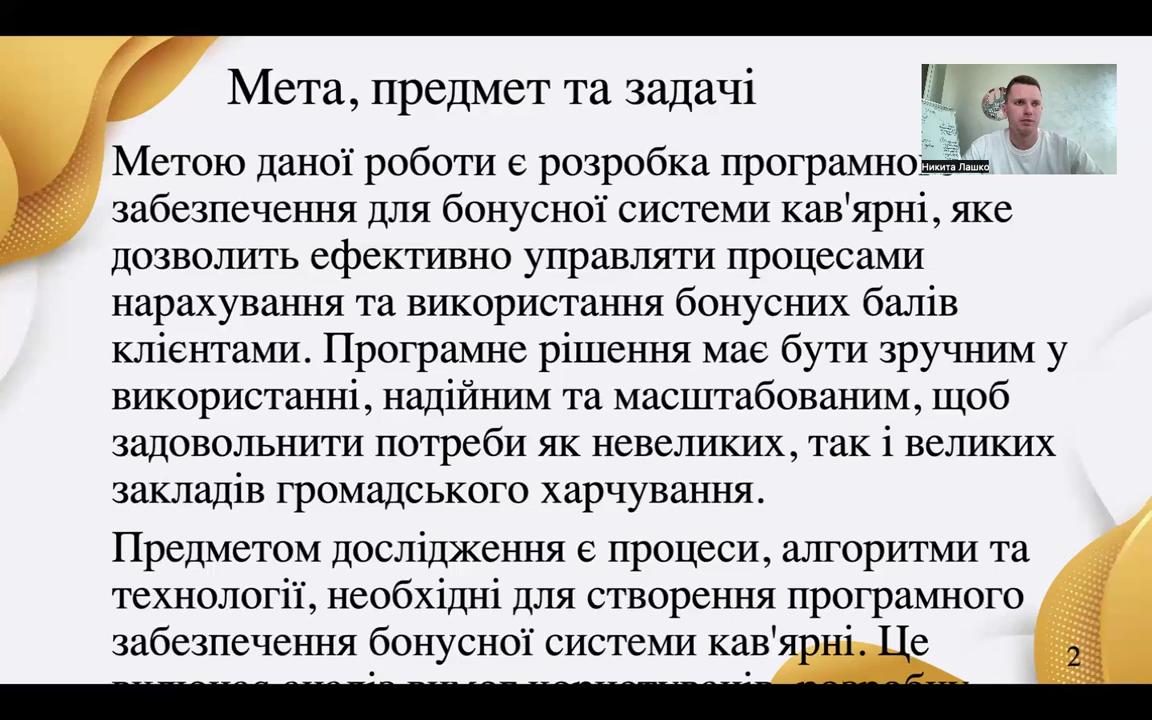 Мета, предмет та задачі
Никита Лашко
Метою даної роботи є розробка
забезпечення для бонусної системи кав'ярні, яке
дозволить ефективно управляти процесами
нарахування та використання бонусних балів
клієнтами. Програмне рішення має бути зручним у
використанні, надійним та масштабованим, щоб
задовольнити потреби як невеликих, так і великих
закладів громадського харчування.
Предметом дослідження є процеси, алгоритми та
технології, необхідні для створення програмного
забезпечення бонусної системи кав'ярні. Це
2